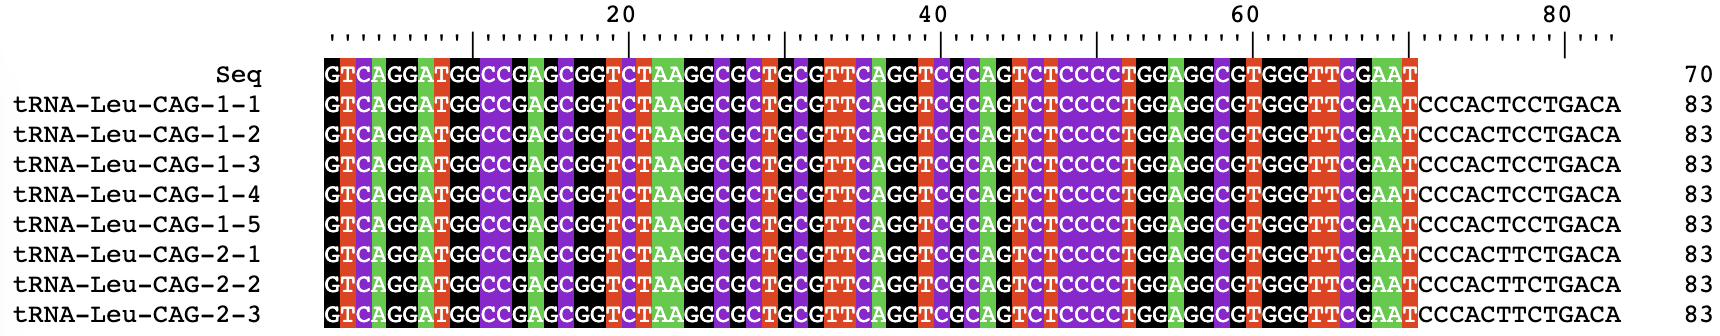 20 40 60 80
Seq GTCAGGATGGCCGAGCGGTCTAAGGCGCTGCGTTCAGGTCGCAGTCTCCCCTGGAGGCGTGGGTTCGAAT 70
tRNA-Leu-CAG-1-1 GTCAGGATGGCCGAGCGGTCTAAGGCGCTGCGTTCAGGTCGCAGTCTCCCCTGGAGGCGTGGGTTCGAATCCCACTCCTGACA 83
tRNA-Leu-CAG-1-2 GTCAGGATGGCCGAGCGGTCTAAGGCGCTGCGTTCAGGTCGCAGTCTCCCCTGGAGGCGTGGGTTCGAATCCCACTCCTGACA 83
tRNA-Leu-CAG-1-3 GTCAGGATGGCCGAGCGGTCTAAGGCGCTGCGTTCAGGTCGCAGTCTCCCCTGGAGGCGTGGGTTCGAATCCCACTCCTGACA 83
tRNA-Leu-CAG-1-4 GTCAGGATGGCCGAGCGGTCTAAGGCGCTGCGTTCAGGTCGCAGTCTCCCCTGGAGGCGTGGGTTCGAATCCCACTCCTGACA 83
tRNA-Leu-CAG-1-5 GTCAGGATGGCCGAGCGGTCTAAGGCGCTGCGTTCAGGTCGCAGTCTCCCCTGGAGGCGTGGGTTCGAATCCCACTCCTGACA 83
tRNA-Leu-CAG-2-1 GTCAGGATGGCCGAGCGGTCTAAGGCGCTGCGTTCAGGTCGCAGTCTCCCCTGGAGGCGTGGGTTCGAATCCCACTTCTGACA 83
tRNA-Leu-CAG-2-2 GTCAGGATGGCCGAGCGGTCTAAGGCGCTGCGTTCAGGTCGCAGTCTCCCCTGGAGGCGTGGGTTCGAATCCCACTTCTGACA 83
tRNA-Leu-CAG-2-3 GTCAGGATGGCCGAGCGGTCTAAGGCGCTGCGTTCAGGTCGCAGTCTCCCCTGGAGGCGTGGGTTCGAATCCCACTTCTGACA 83